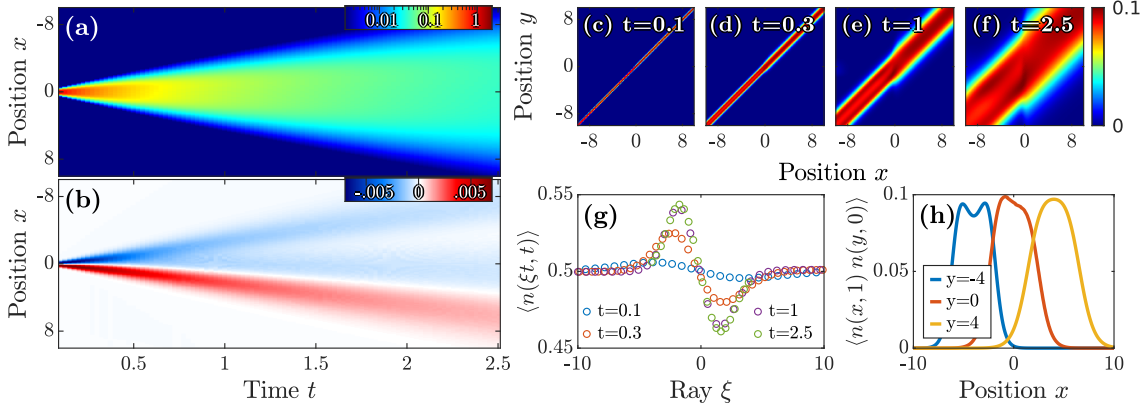 -8
0
8
Position x
(a)
0.01
0.1
1
-8
0
8
Position x
(b)
-.005
0
.005
0.5
1
1.5
2
2.5
Time t
Position y
-8
0
8
(c) t=0.1
(d) t=0.3
(e) t=1
(f) t=2.5
-8
0
8
-8
0
8
-8
0
8
-8
0
8
Position x
0.1
0
⟨n(ξt, t)⟩
0.55
0.5
0.45
(g)
t=0.1
t=0.3
t=1
t=2.5
-10
0
10
Ray ξ
⟨n(x, 1) n(y, 0)⟩
0.1
0.05
0
(h)
y=-4
y=0
y=4
-10
0
10
Position x